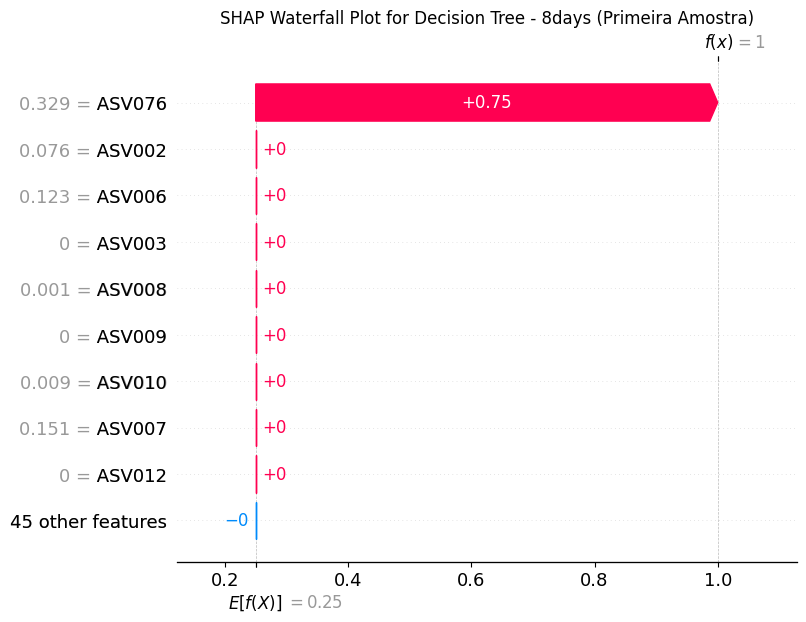 SHAP Waterfall Plot for Decision Tree - 8days (Primeira Amostra)
f(x) = 1
0.329 = ASV076
+0.75
0.076 = ASV002
+0
0.123 = ASV006
+0
0 = ASV003
+0
0.001 = ASV008
+0
0 = ASV009
+0
0.009 = ASV010
+0
0.151 = ASV007
+0
0 = ASV012
+0
45 other features
−0
0.2 0.4 0.6 0.8 1.0
E[f(X)] = 0.25